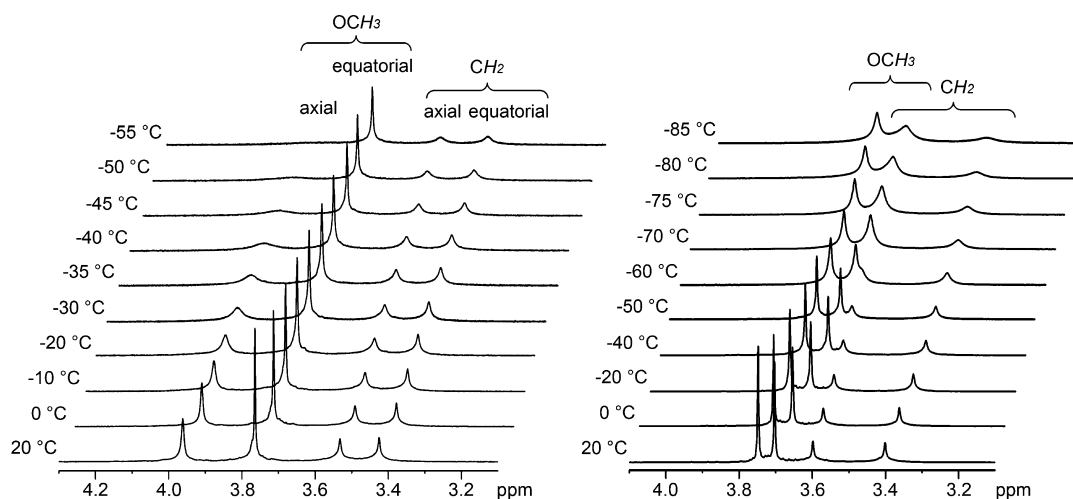 OCH3
equatorial
CH2
axial
axial equatorial
-55 °C
-50 °C
-45 °C
-40 °C
-35 °C
-30 °C
-20 °C
-10 °C
0 °C
20 °C
4.2 4.0 3.8 3.6 3.4 3.2 ppm
OCH3
CH2
-85 °C
-80 °C
-75 °C
-70 °C
-60 °C
-50 °C
-40 °C
-20 °C
0 °C
20 °C
4.0 3.8 3.6 3.4 3.2 ppm